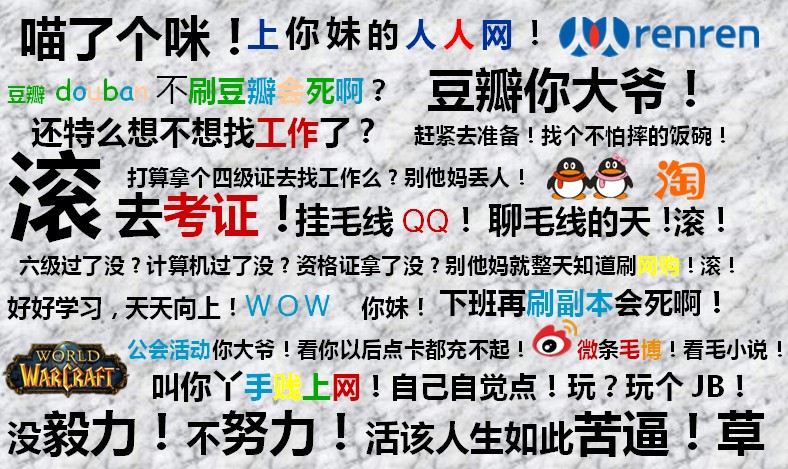 喵了个咪！上你妹的人人网！ renren
豆瓣 douban 不刷豆瓣会死啊？ 豆瓣你大爷！
还特么想不想找工作了？ 赶紧去准备！找个不怕摔的饭碗！
滚 打算拿个四级证去找工作么？别他妈丢人！ 淘
去考证！挂毛线 QQ！ 聊毛线的天！滚！
六级过了没？计算机过了没？资格证拿了没？别他妈就整天知道刷网购！滚！
好好学习，天天向上！WOW 你妹！ 下班再刷副本会死啊！
WORLD WARCRAFT 公会活动你大爷！看你以后点卡都充不起！ 微条毛博！看毛小说！
叫你丫手贱上网！自己自觉点！玩？玩个 JB！
没毅力！不努力！活该人生如此苦逼！草